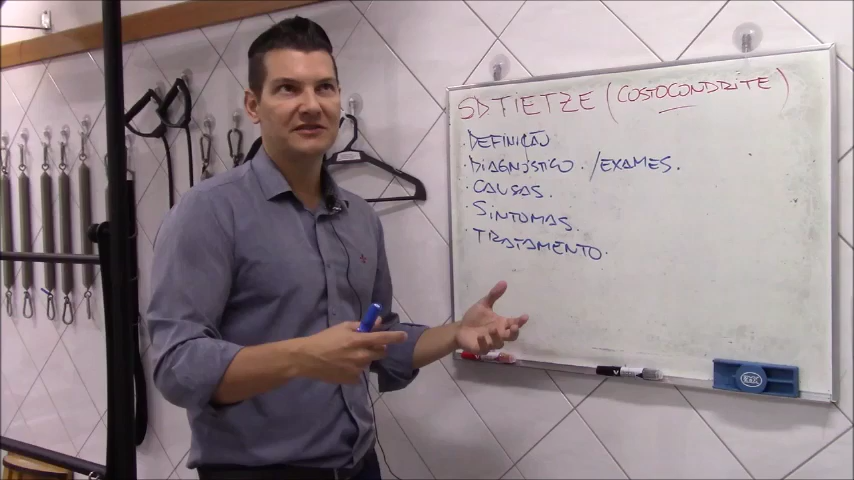 SD TIETZE (COSTOCONDRITE)
. DEFINIÇÃO
. DIAGNÓSTICO. / EXAMES.
. CAUSAS.
. SINTOMAS.
. TRATAMENTO.